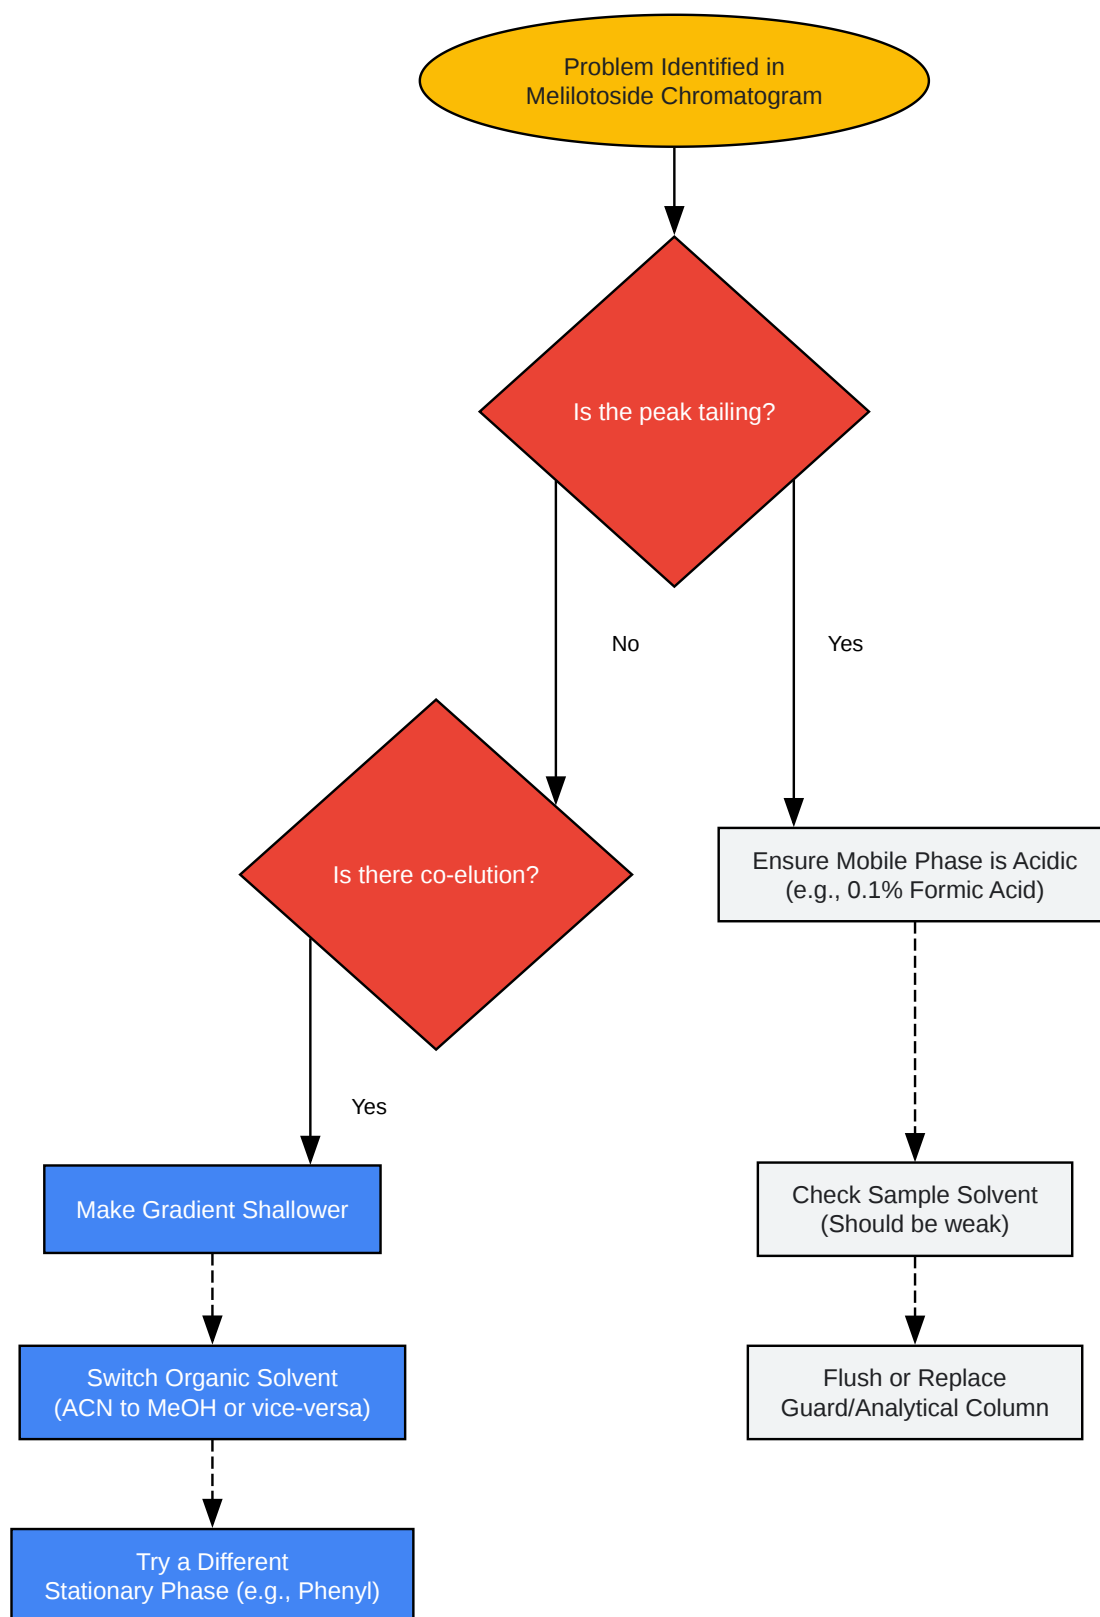 Problem Identified in
Melilotoside Chromatogram
Is the peak tailing?
No
Yes
Is there co-elution?
Ensure Mobile Phase is Acidic
(e.g., 0.1% Formic Acid)
Yes
Make Gradient Shallower
Check Sample Solvent
(Should be weak)
Switch Organic Solvent
(ACN to MeOH or vice-versa)
Flush or Replace
Guard/Analytical Column
Try a Different
Stationary Phase (e.g., Phenyl)